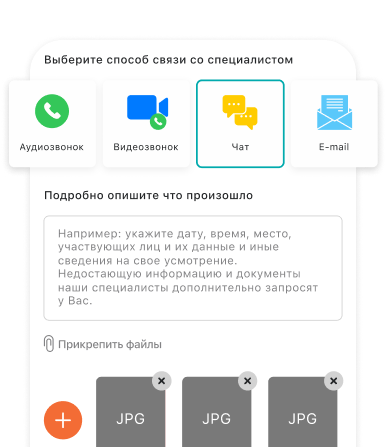 Выберите способ связи со специалистом
Аудиозвонок
Видеозвонок
Чат
E-mail
Подробно опишите что произошло
Например: укажите дату, время, место,
участвующих лиц и их данные и иные
сведения на свое усмотрение.
Недостающую информацию и документы
наши специалисты дополнительно запросят
у Вас.
Прикрепить файлы
JPG
JPG
JPG